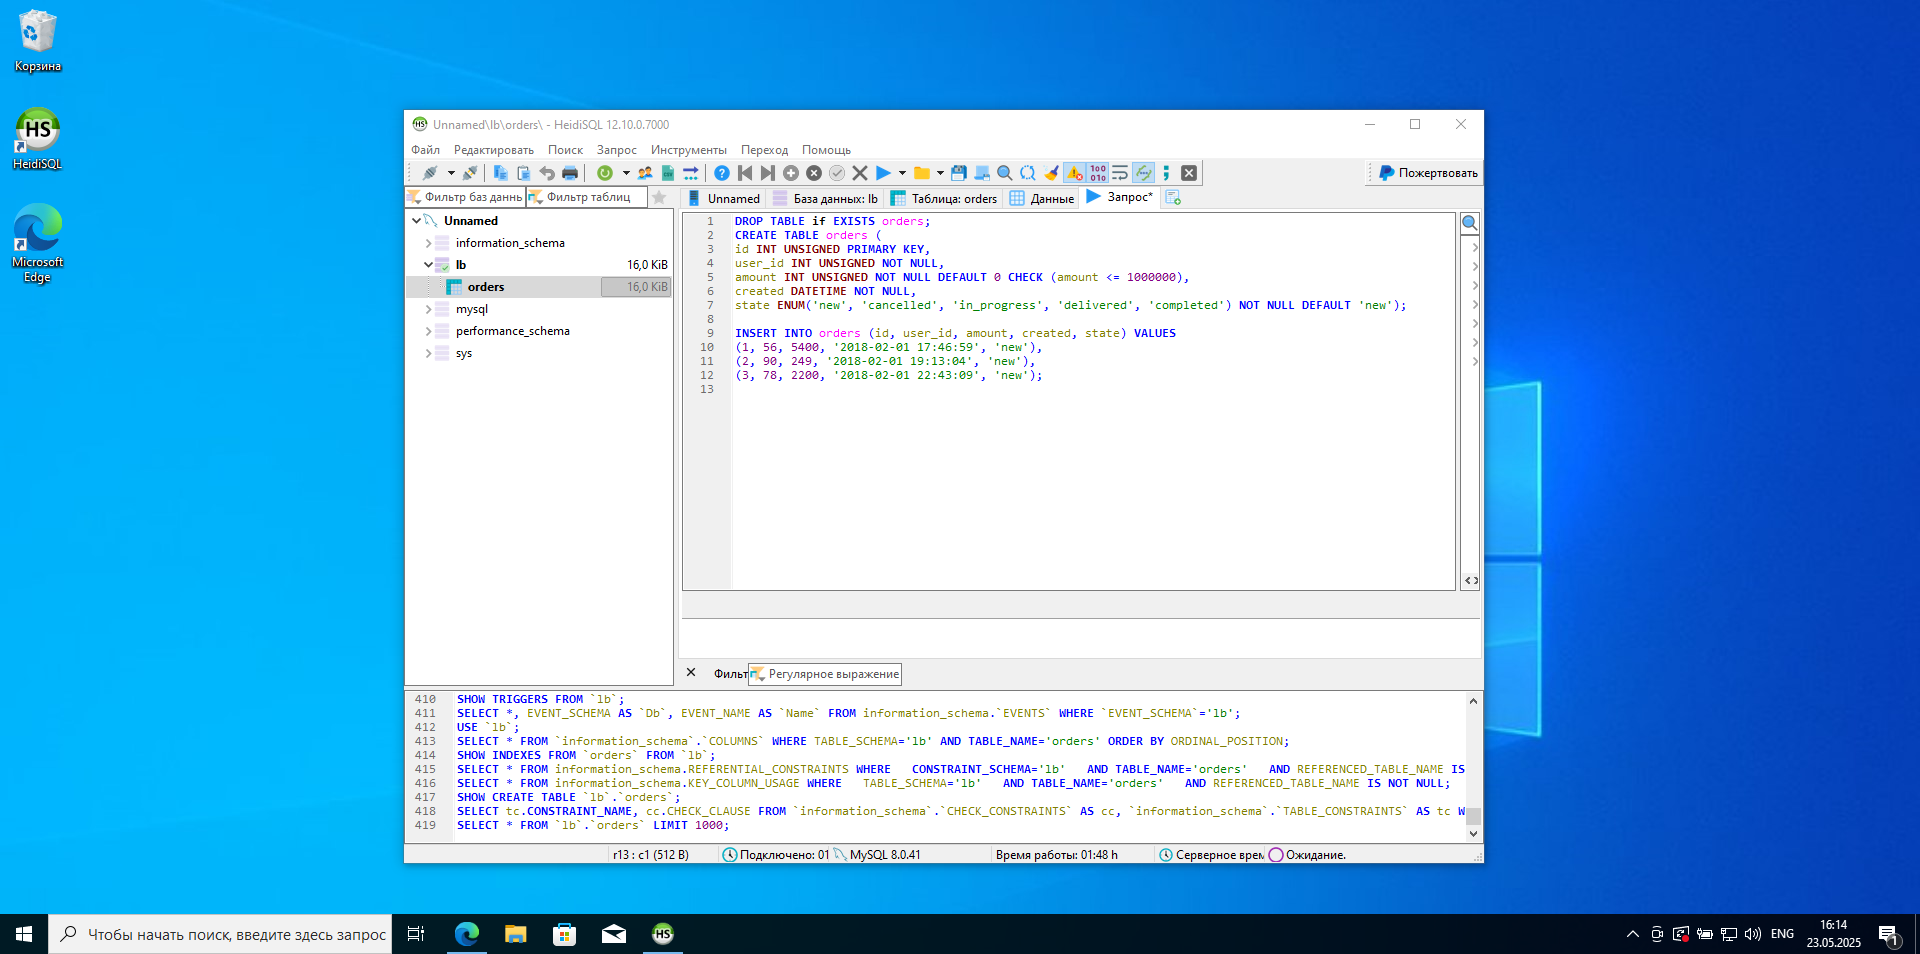 Корзина
HeidiSQL
Microsoft
Edge
Unnamed\lb\orders\ - HeidiSQL 12.10.0.7000
Файл Редактировать Поиск Запрос Инструменты Переход Помощь
Пожертвовать
Фильтр баз данны Фильтр таблиц
Unnamed База данных: lb Таблица: orders Данные Запрос*
Unnamed
information_schema
lb 16,0 KiB
orders 16,0 KiB
mysql
performance_schema
sys
1 DROP TABLE if EXISTS orders;
2 CREATE TABLE orders (
3 id INT UNSIGNED PRIMARY KEY,
4 user_id INT UNSIGNED NOT NULL,
5 amount INT UNSIGNED NOT NULL DEFAULT 0 CHECK (amount <= 1000000),
6 created DATETIME NOT NULL,
7 state ENUM('new', 'cancelled', 'in_progress', 'delivered', 'completed') NOT NULL DEFAULT 'new');
8
9 INSERT INTO orders (id, user_id, amount, created, state) VALUES
10 (1, 56, 5400, '2018-02-01 17:46:59', 'new'),
11 (2, 90, 249, '2018-02-01 19:13:04', 'new'),
12 (3, 78, 2200, '2018-02-01 22:43:09', 'new');
13
Фильт Регулярное выражение
410 SHOW TRIGGERS FROM `lb`;
411 SELECT *, EVENT_SCHEMA AS `Db`, EVENT_NAME AS `Name` FROM information_schema.`EVENTS` WHERE `EVENT_SCHEMA`='lb';
412 USE `lb`;
413 SELECT * FROM `information_schema`.`COLUMNS` WHERE TABLE_SCHEMA='lb' AND TABLE_NAME='orders' ORDER BY ORDINAL_POSITION;
414 SHOW INDEXES FROM `orders` FROM `lb`;
415 SELECT * FROM information_schema.REFERENTIAL_CONSTRAINTS WHERE   CONSTRAINT_SCHEMA='lb'   AND TABLE_NAME='orders'   AND REFERENCED_TABLE_NAME IS
416 SELECT * FROM information_schema.KEY_COLUMN_USAGE WHERE   TABLE_SCHEMA='lb'   AND TABLE_NAME='orders'   AND REFERENCED_TABLE_NAME IS NOT NULL;
417 SHOW CREATE TABLE `lb`.`orders`;
418 SELECT tc.CONSTRAINT_NAME, cc.CHECK_CLAUSE FROM `information_schema`.`CHECK_CONSTRAINTS` AS cc, `information_schema`.`TABLE_CONSTRAINTS` AS tc W
419 SELECT * FROM `lb`.`orders` LIMIT 1000;
r13 : c1 (512 B) Подключено: 01 MySQL 8.0.41 Время работы: 01:48 h Серверное врем Ожидание.
Чтобы начать поиск, введите здесь запрос
ENG
16:14
23.05.2025
1